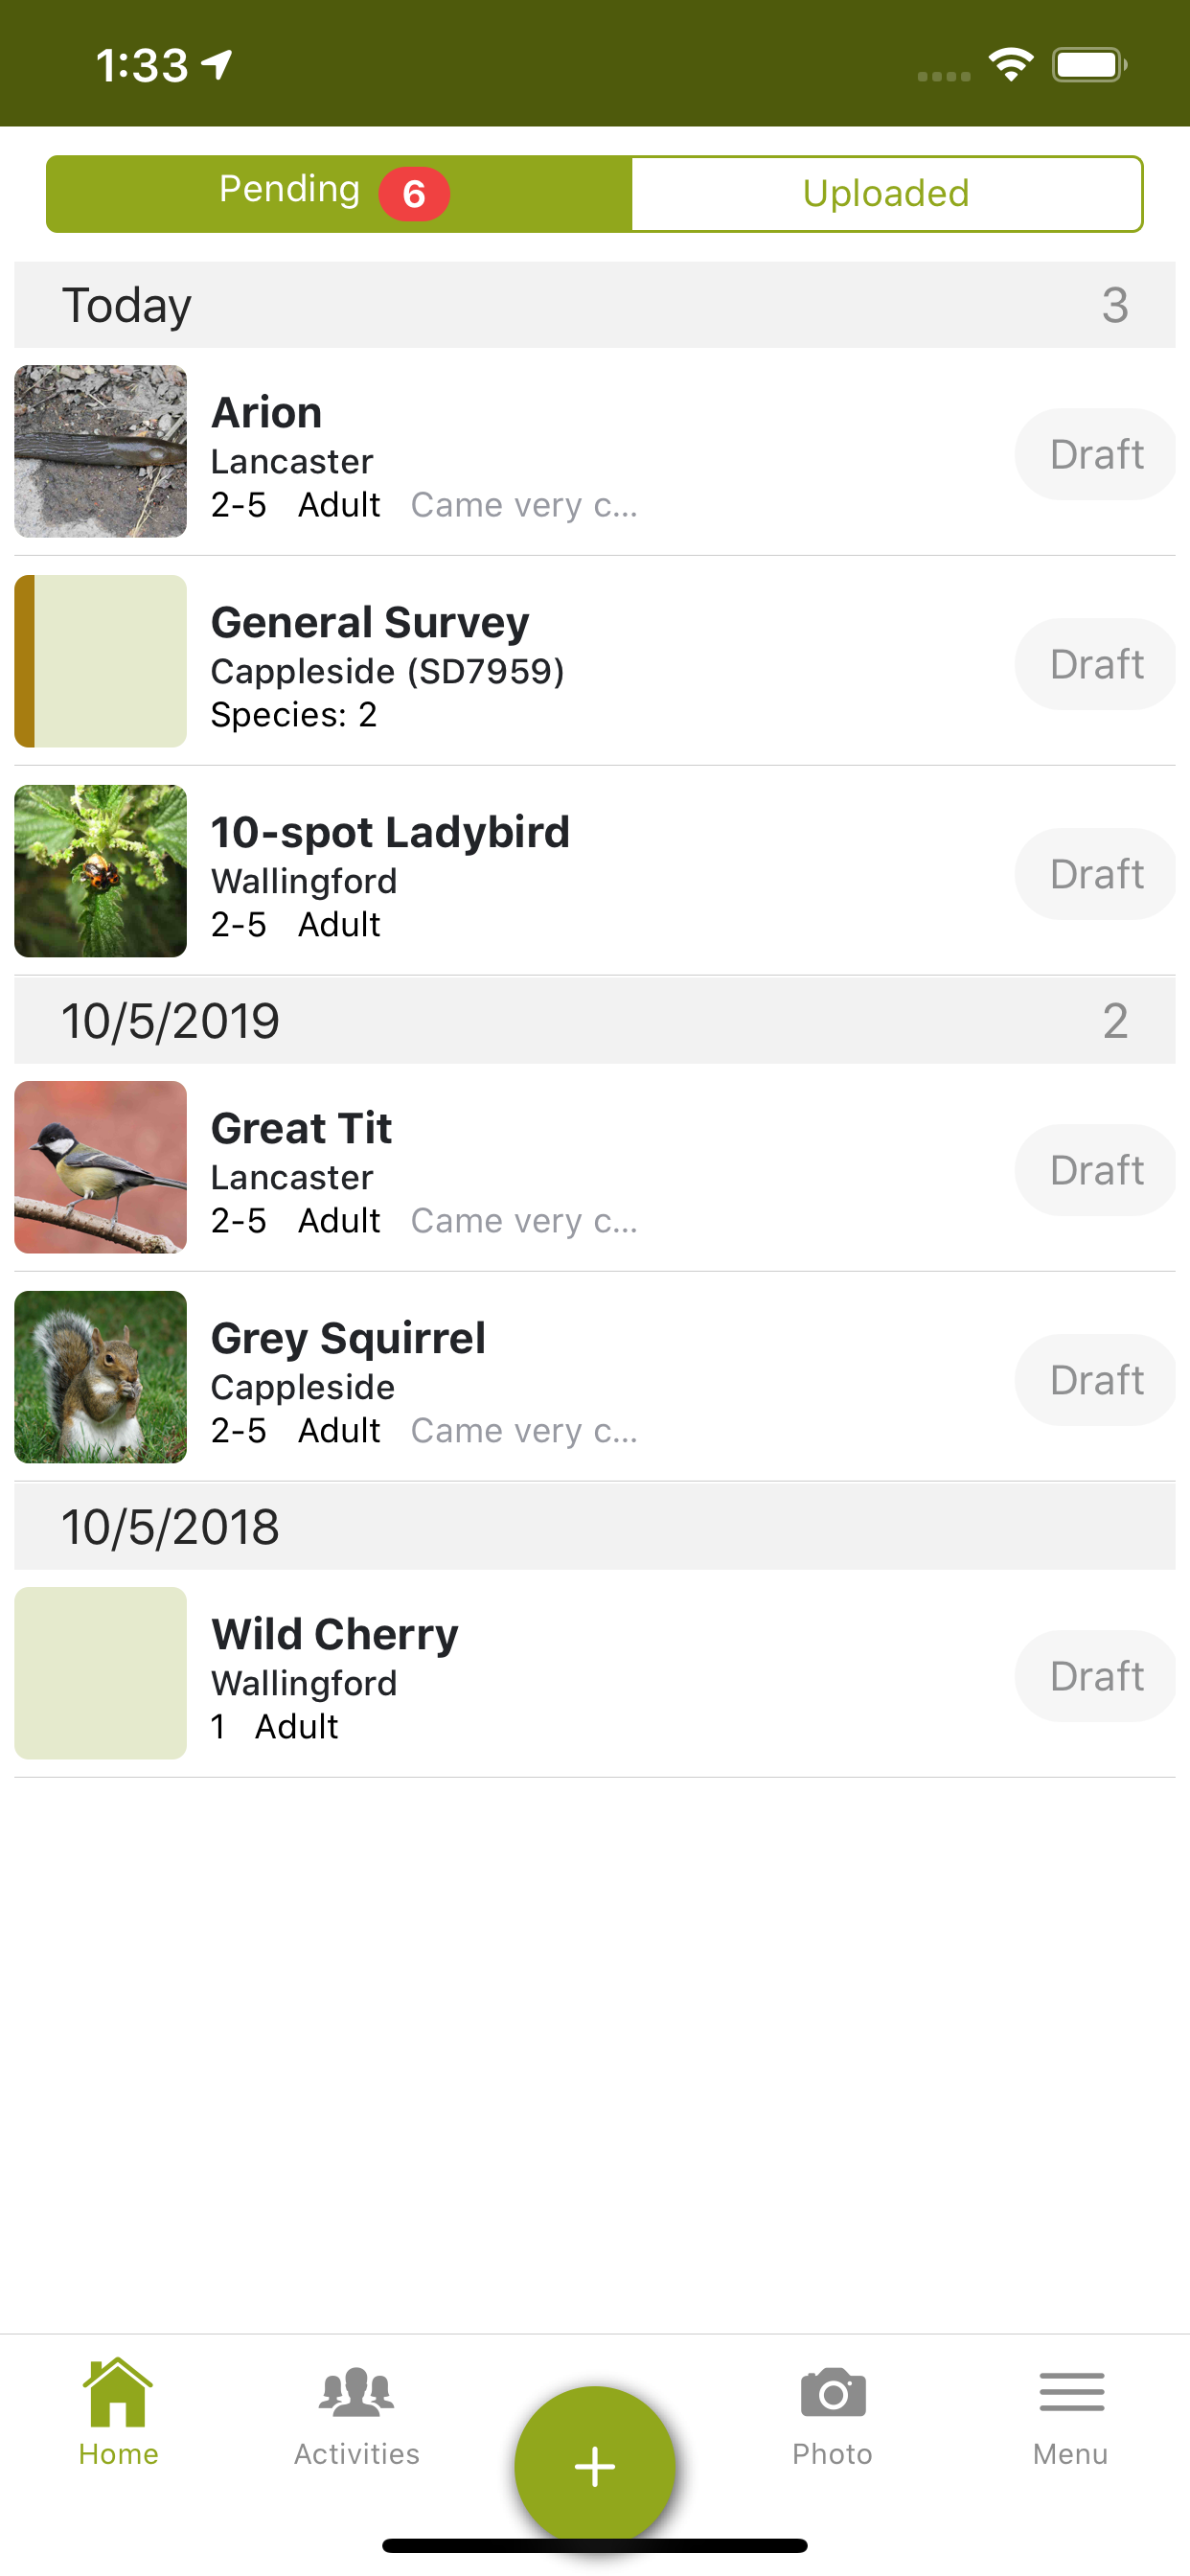 1:33
Pending 6
Uploaded
Today 3
Arion
Lancaster
2-5 Adult Came very c...
Draft
General Survey
Cappleside (SD7959)
Species: 2
Draft
10-spot Ladybird
Wallingford
2-5 Adult
Draft
10/5/2019 2
Great Tit
Lancaster
2-5 Adult Came very c...
Draft
Grey Squirrel
Cappleside
2-5 Adult Came very c...
Draft
10/5/2018
Wild Cherry
Wallingford
1 Adult
Draft
Home
Activities
+
Photo
Menu